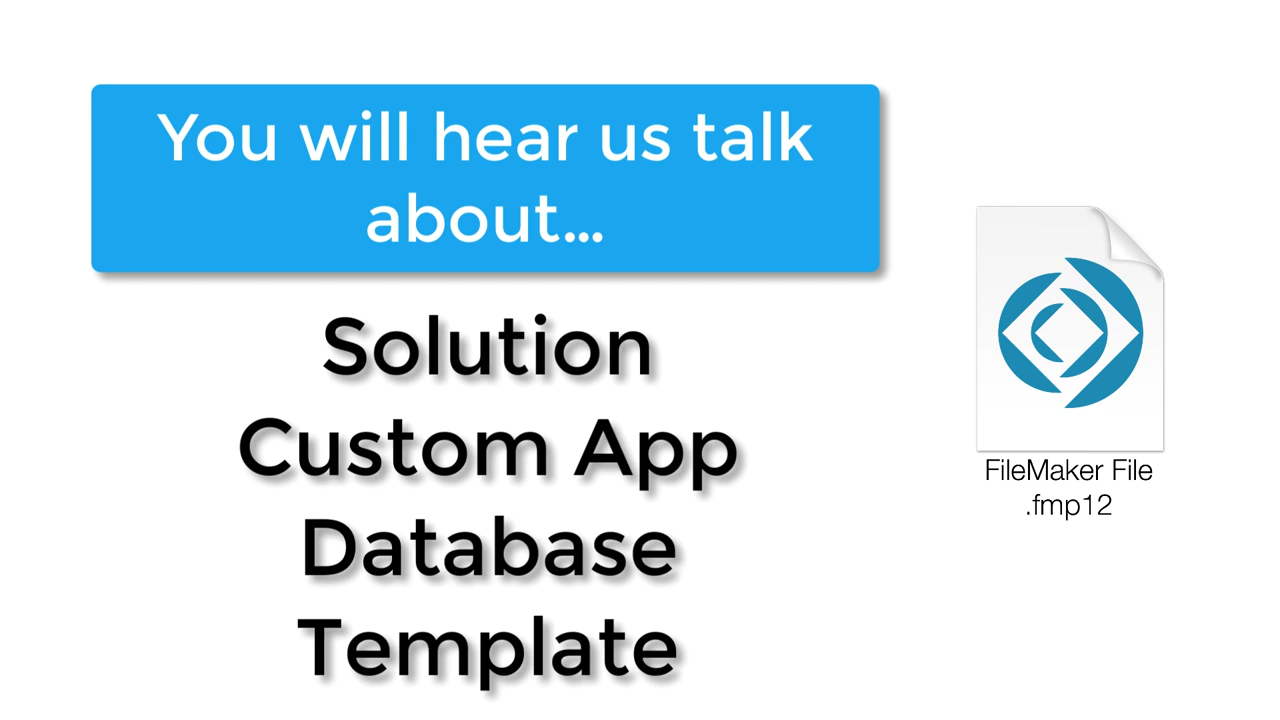 You will hear us talk
about...
Solution
Custom App
Database
Template
FileMaker File
.fmp12